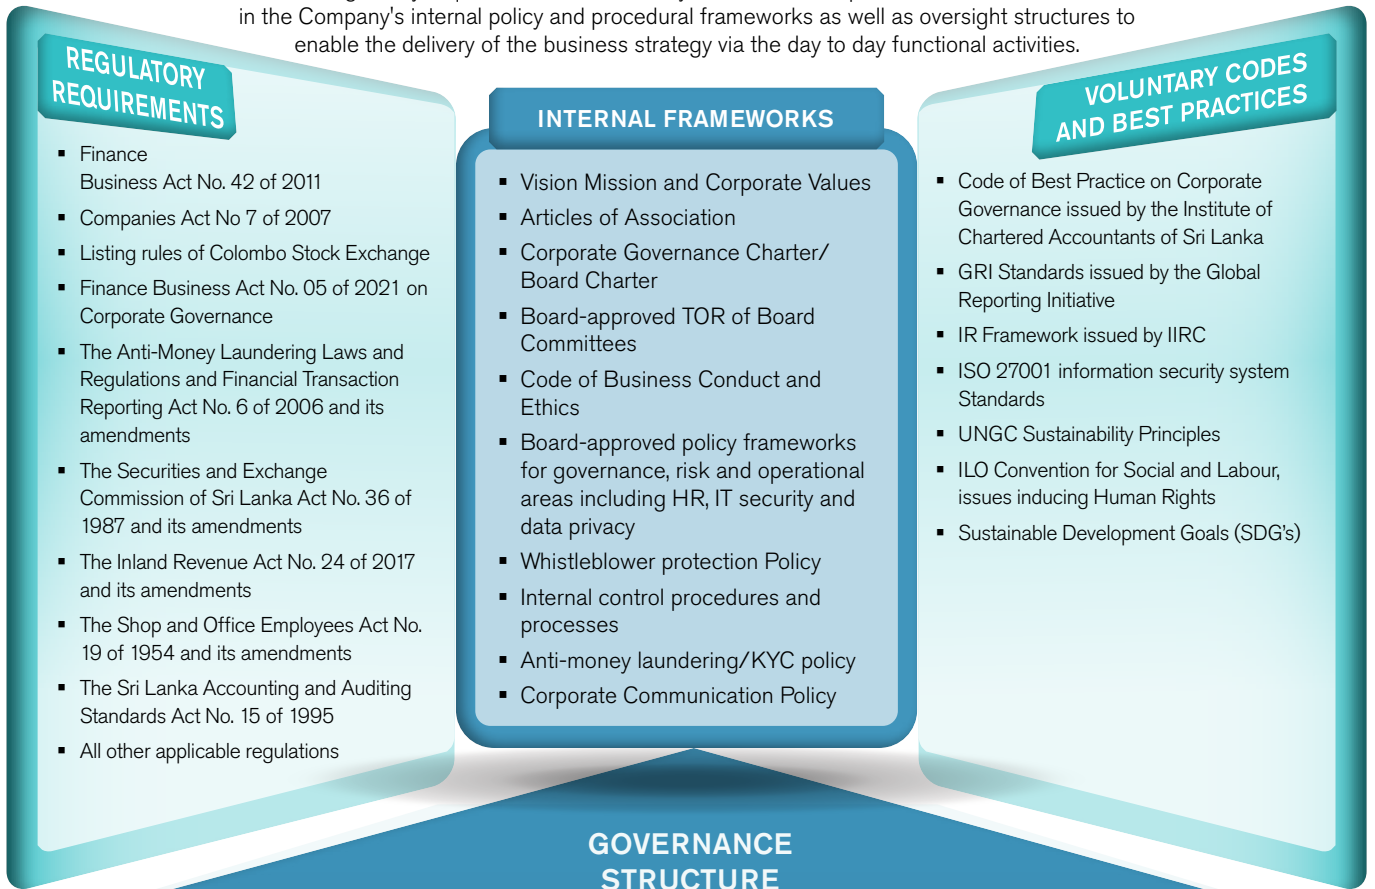 in the Company's internal policy and procedural frameworks as well as oversight structures to
enable the delivery of the business strategy via the day to day functional activities.
REGULATORY
REQUIREMENTS
▪ Finance
Business Act No. 42 of 2011
▪ Companies Act No 7 of 2007
▪ Listing rules of Colombo Stock Exchange
▪ Finance Business Act No. 05 of 2021 on
Corporate Governance
▪ The Anti-Money Laundering Laws and
Regulations and Financial Transaction
Reporting Act No. 6 of 2006 and its
amendments
▪ The Securities and Exchange
Commission of Sri Lanka Act No. 36 of
1987 and its amendments
▪ The Inland Revenue Act No. 24 of 2017
and its amendments
▪ The Shop and Office Employees Act No.
19 of 1954 and its amendments
▪ The Sri Lanka Accounting and Auditing
Standards Act No. 15 of 1995
▪ All other applicable regulations
INTERNAL FRAMEWORKS
▪ Vision Mission and Corporate Values
▪ Articles of Association
▪ Corporate Governance Charter/
Board Charter
▪ Board-approved TOR of Board
Committees
▪ Code of Business Conduct and
Ethics
▪ Board-approved policy frameworks
for governance, risk and operational
areas including HR, IT security and
data privacy
▪ Whistleblower protection Policy
▪ Internal control procedures and
processes
▪ Anti-money laundering/KYC policy
▪ Corporate Communication Policy
VOLUNTARY CODES
AND BEST PRACTICES
▪ Code of Best Practice on Corporate
Governance issued by the Institute of
Chartered Accountants of Sri Lanka
▪ GRI Standards issued by the Global
Reporting Initiative
▪ IR Framework issued by IIRC
▪ ISO 27001 information security system
Standards
▪ UNGC Sustainability Principles
▪ ILO Convention for Social and Labour,
issues inducing Human Rights
▪ Sustainable Development Goals (SDG's)
GOVERNANCE
STRUCTURE